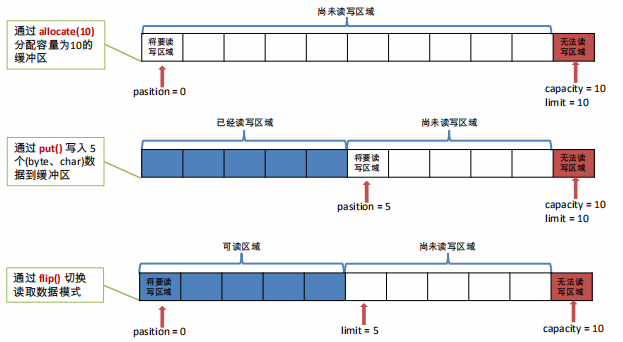 尚未读写区域
通过 allocate(10)
分配容量为10的
缓冲区
将要读
写区域
无法读
写区域
pasition = 0
capacity = 10
limit = 10
已经读写区域
尚未读写区域
通过 put() 写入 5
个(byte、char)数
据到缓冲区
将要读
写区域
无法读
写区域
pasition = 5
capacity = 10
limit = 10
可读区域
尚未读写区域
通过 flip() 切换
读取数据模式
将要读
写区域
无法读
写区域
pasition = 0
limit = 5
capacity = 10